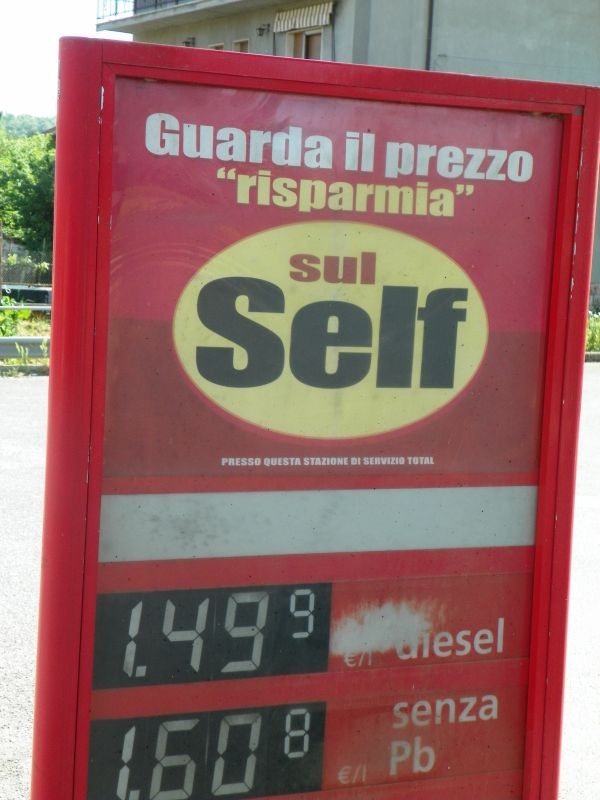 Guarda il prezzo
"risparmia"
sul
Self
PRESSO QUESTA STAZIONE DI SERVIZIO TOTAL
1.499 €/l diesel
1.608 €/l senza
Pb